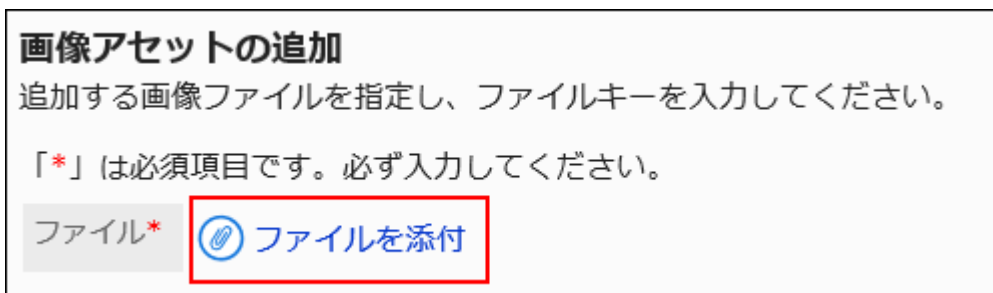 画像アセットの追加
追加する画像ファイルを指定し、ファイルキーを入力してください。
「*」は必須項目です。必ず入力してください。
ファイル* ファイルを添付